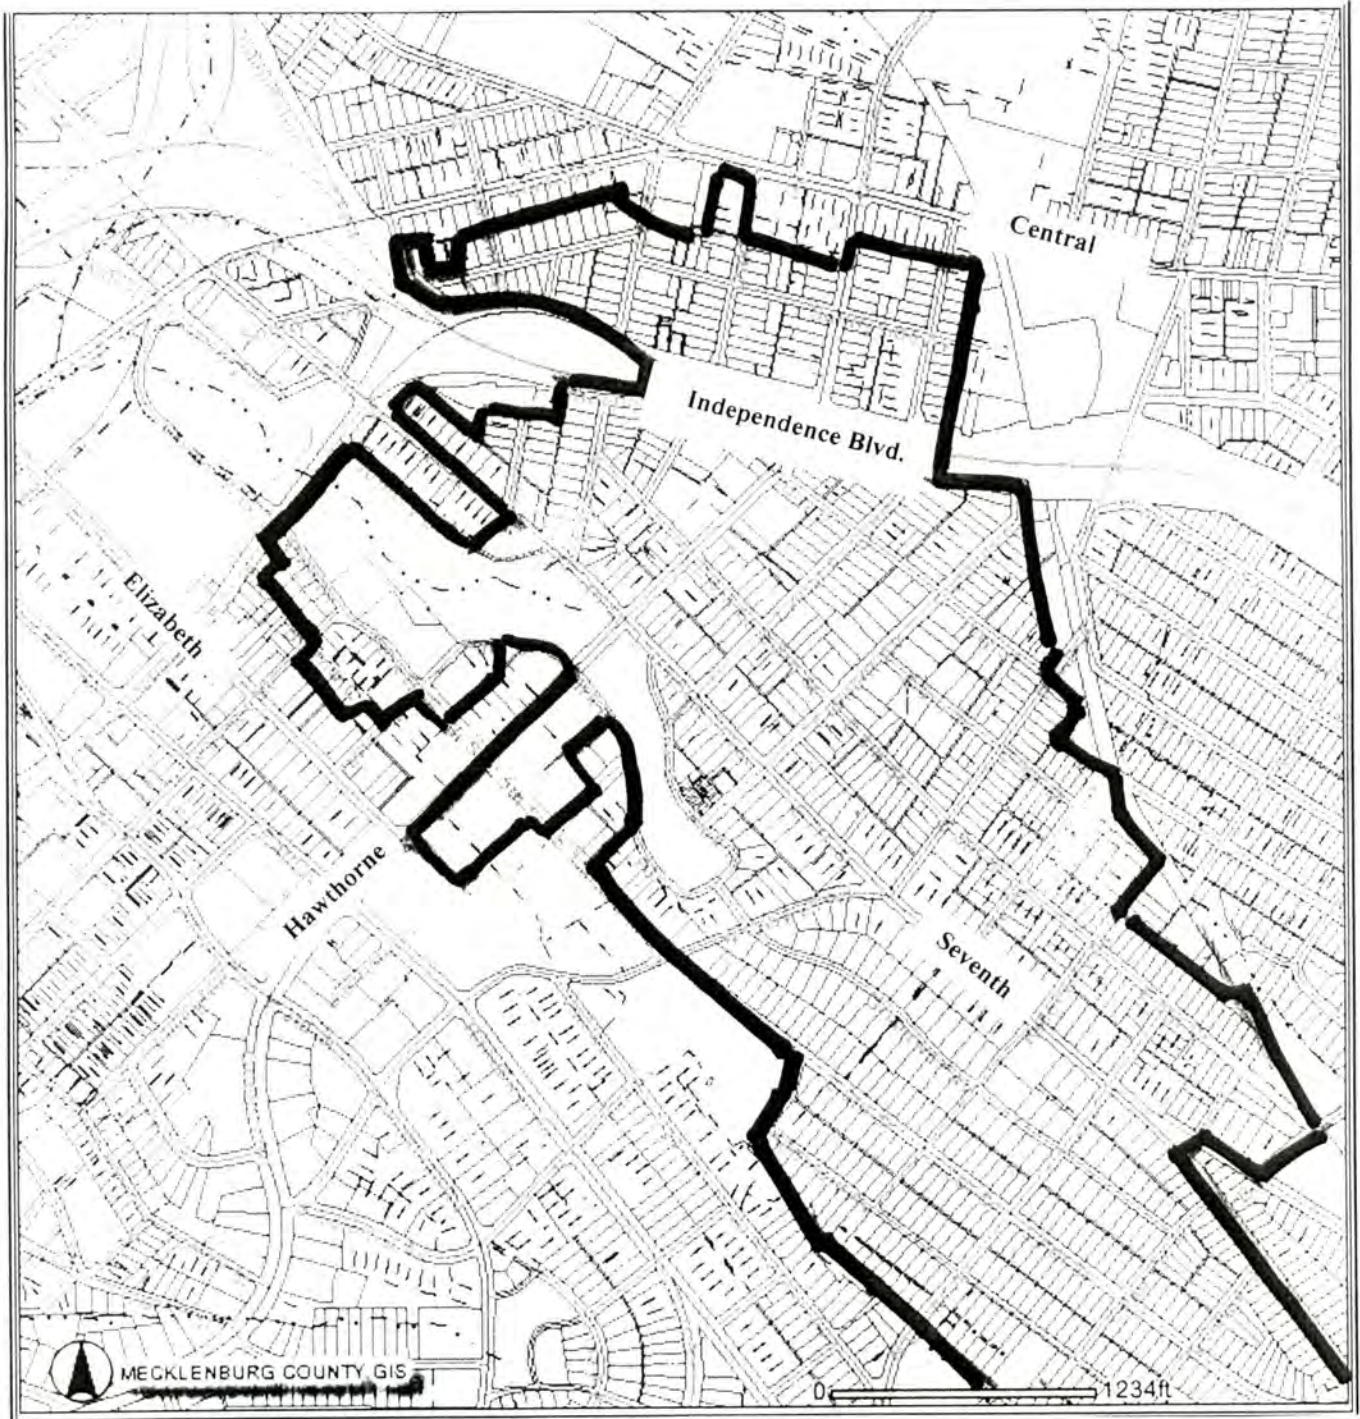 Central
Independence Blvd.
Elizabeth
Hawthorne
Seventh
MECKLENBURG COUNTY GIS
0 1234ft